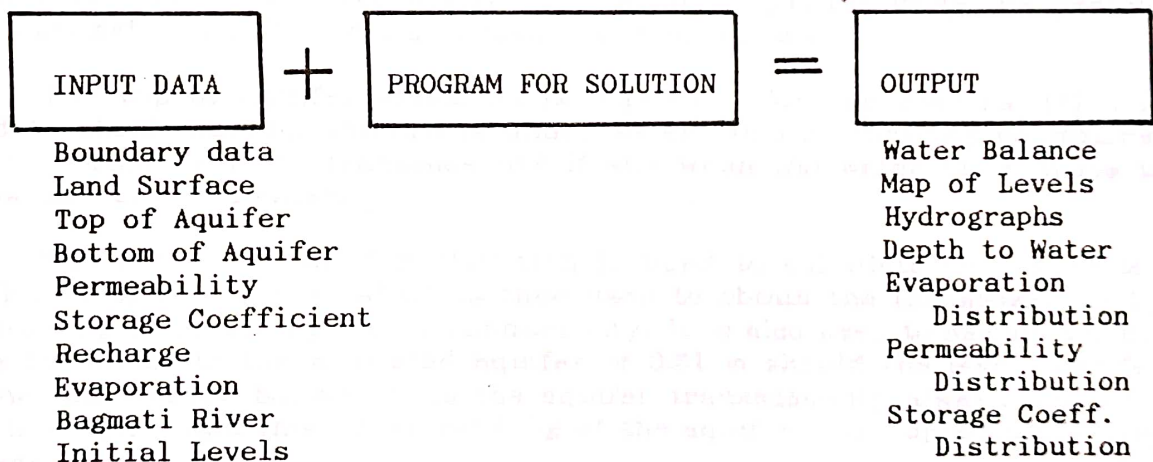 INPUT DATA + PROGRAM FOR SOLUTION = OUTPUT
Boundary data
Land Surface
Top of Aquifer
Bottom of Aquifer
Permeability
Storage Coefficient
Recharge
Evaporation
Bagmati River
Initial Levels
Water Balance
Map of Levels
Hydrographs
Depth to Water
Evaporation
Distribution
Permeability
Distribution
Storage Coeff.
Distribution